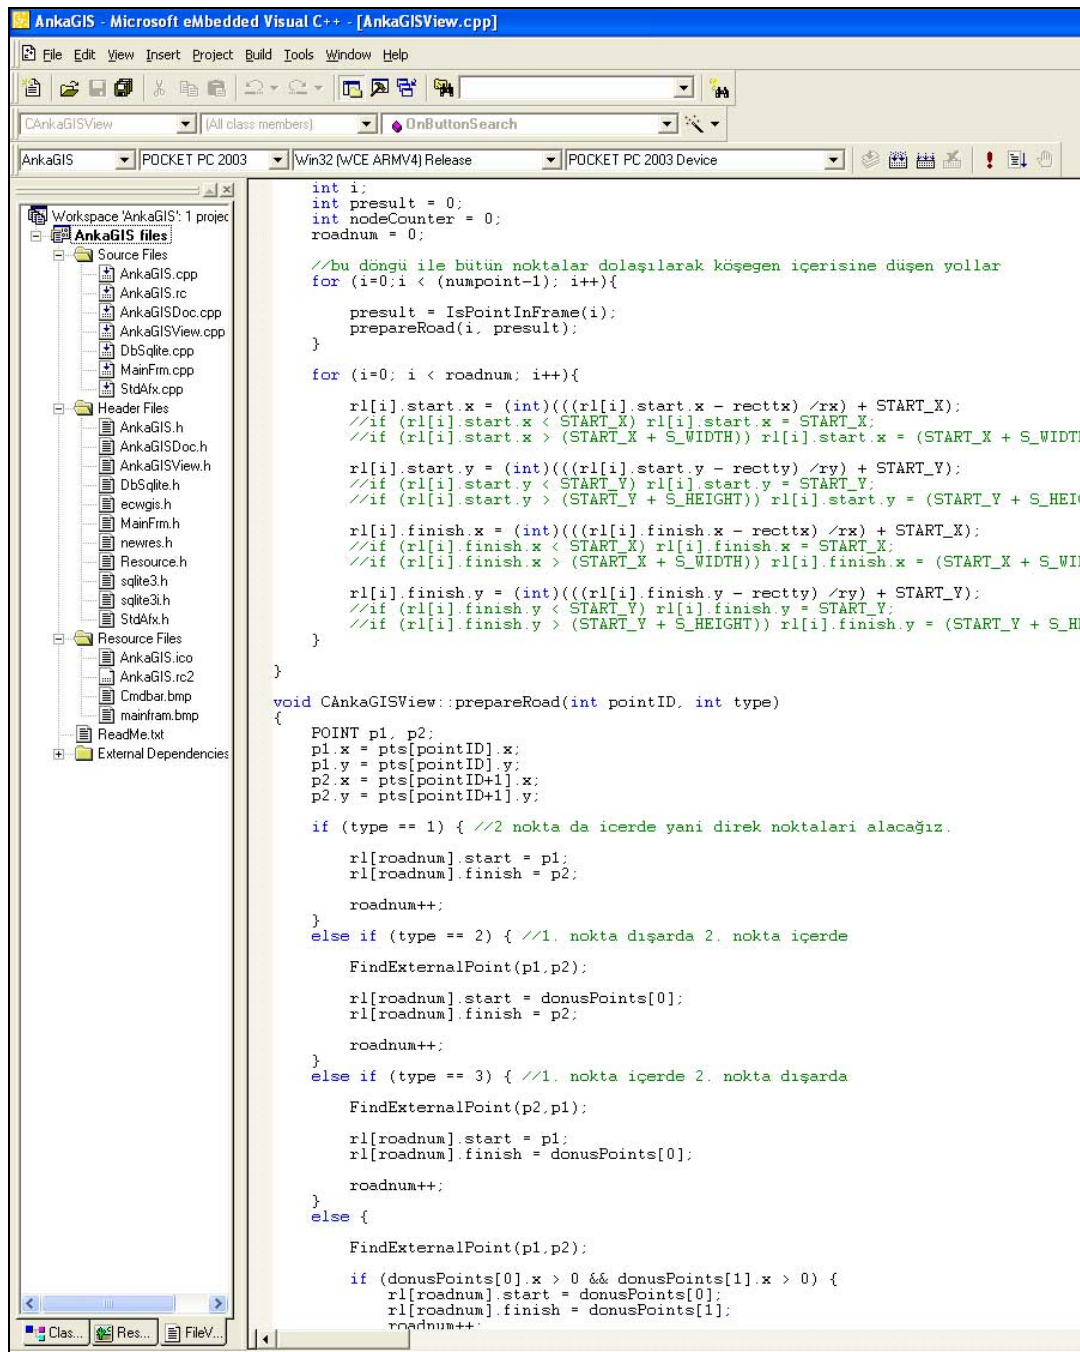 AnkaGIS - Microsoft eMbedded Visual C++ - [AnkaGISView.cpp]
File Edit View Insert Project Build Tools Window Help
CAnkaGISView (All class members) OnButtonSearch
AnkaGIS POCKET PC 2003 Win32 (WCE ARMV4) Release POCKET PC 2003 Device
Workspace 'AnkaGIS': 1 projec
AnkaGIS files
Source Files
AnkaGIS.cpp
AnkaGIS.rc
AnkaGISDoc.cpp
AnkaGISView.cpp
DbSqlite.cpp
MainFrm.cpp
StdAfx.cpp
Header Files
AnkaGIS.h
AnkaGISDoc.h
AnkaGISView.h
DbSqlite.h
ecwgis.h
MainFrm.h
newres.h
Resource.h
sqlite3.h
sqlite3i.h
StdAfx.h
Resource Files
AnkaGIS.ico
AnkaGIS.rc2
Cmdbar.bmp
mainfram.bmp
ReadMe.txt
External Dependencies
Clas... Res... FileV...
int i;
int presult = 0;
int nodeCounter = 0;
roadnum = 0;
//bu döngü ile bütün noktalar dolaşılarak köşegen içerisine düşen yollar
for (i=0;i < (numpoint-1); i++){
presult = IsPointInFrame(i);
prepareRoad(i, presult);
}
for (i=0; i < roadnum; i++){
rl[i].start.x = (int)(((rl[i].start.x - recttx) /rx) + START_X);
//if (rl[i].start.x < START_X) rl[i].start.x = START_X;
//if (rl[i].start.x > (START_X + S_WIDTH)) rl[i].start.x = (START_X + S_WIDTH
rl[i].start.y = (int)(((rl[i].start.y - rectty) /ry) + START_Y);
//if (rl[i].start.y < START_Y) rl[i].start.y = START_Y;
//if (rl[i].start.y > (START_Y + S_HEIGHT)) rl[i].start.y = (START_Y + S_HEIG
rl[i].finish.x = (int)(((rl[i].finish.x - recttx) /rx) + START_X);
//if (rl[i].finish.x < START_X) rl[i].finish.x = START_X;
//if (rl[i].finish.x > (START_X + S_WIDTH)) rl[i].finish.x = (START_X + S_WID
rl[i].finish.y = (int)(((rl[i].finish.y - rectty) /ry) + START_Y);
//if (rl[i].finish.y < START_Y) rl[i].finish.y = START_Y;
//if (rl[i].finish.y > (START_Y + S_HEIGHT)) rl[i].finish.y = (START_Y + S_HE
}
}
void CAnkaGISView::prepareRoad(int pointID, int type)
{
POINT p1, p2;
p1.x = pts[pointID].x;
p1.y = pts[pointID].y;
p2.x = pts[pointID+1].x;
p2.y = pts[pointID+1].y;
if (type == 1) { //2 nokta da icerde yani direk noktalari alacağız.
rl[roadnum].start = p1;
rl[roadnum].finish = p2;
roadnum++;
}
else if (type == 2) { //1. nokta dışarda 2. nokta içerde
FindExternalPoint(p1,p2);
rl[roadnum].start = donusPoints[0];
rl[roadnum].finish = p2;
roadnum++;
}
else if (type == 3) { //1. nokta içerde 2. nokta dışarda
FindExternalPoint(p2,p1);
rl[roadnum].start = p1;
rl[roadnum].finish = donusPoints[0];
roadnum++;
}
else {
FindExternalPoint(p1,p2);
if (donusPoints[0].x > 0 && donusPoints[1].x > 0) {
rl[roadnum].start = donusPoints[0];
rl[roadnum].finish = donusPoints[1];
roadnum++;